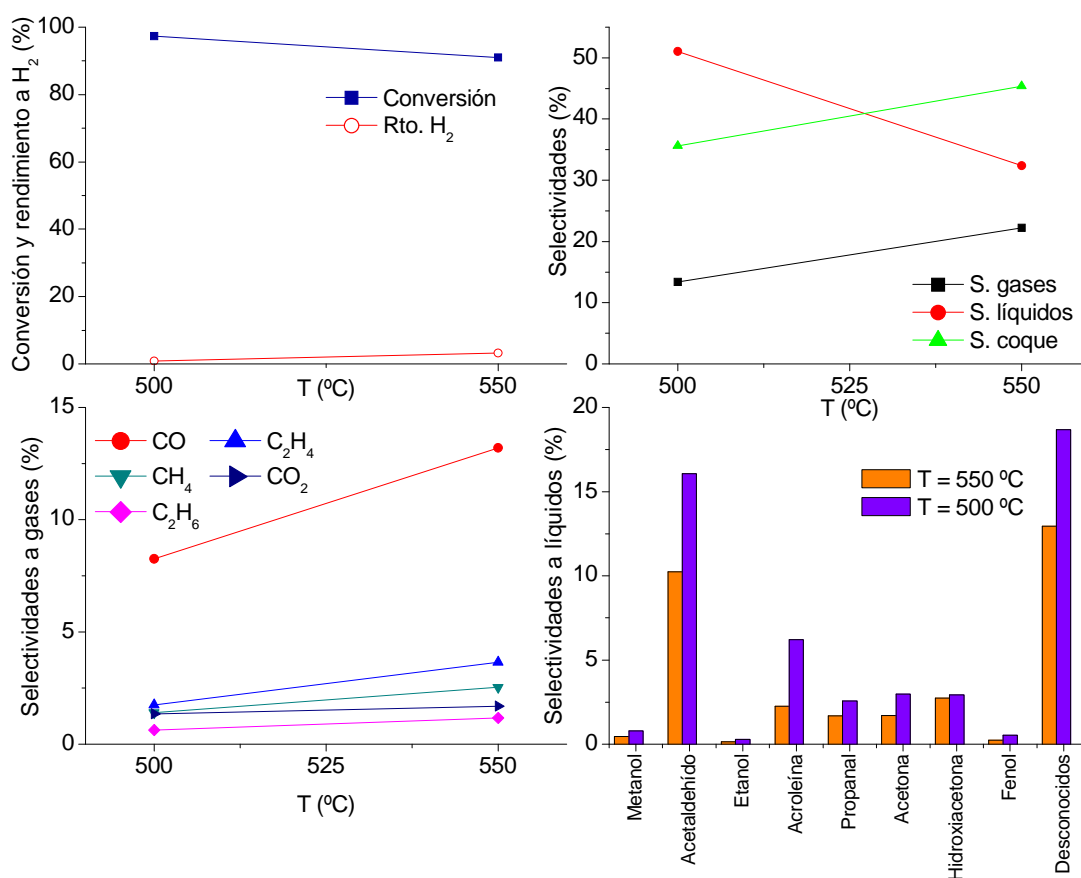 Conversión y rendimiento a H2 (%)
100
80
60
40
20
0
Conversión
Rto. H2
500
550
T (ºC)
Selectividades (%)
50
40
30
20
10
0
S. gases
S. líquidos
S. coque
500
525
550
T (ºC)
Selectividades a gases (%)
15
10
5
0
CO
C2H4
CH4
CO2
C2H6
500
525
550
T (ºC)
Selectividades a líquidos (%)
20
15
10
5
0
T = 550 ºC
T = 500 ºC
Metanol
Acetaldehído
Etanol
Acroleína
Propanal
Acetona
Hidroxiacetona
Fenol
Desconocidos